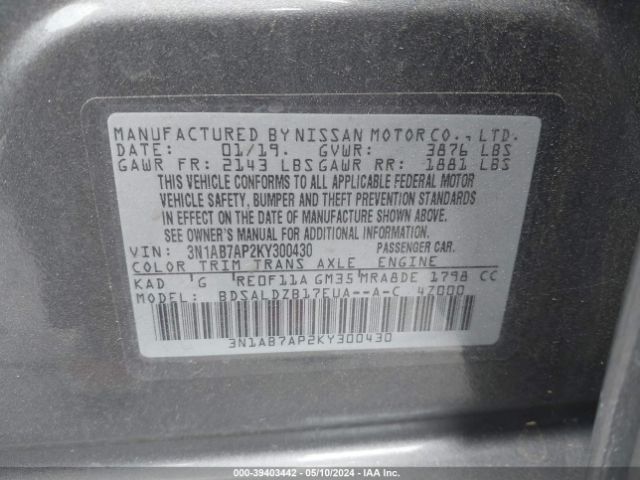 MANUFACTURED BY NISSAN MOTOR CO., LTD.
DATE: 01/19. GVWR: 3876 LBS
GAWR FR: 2143 LBS GAWR RR: 1881 LBS
THIS VEHICLE CONFORMS TO ALL APPLICABLE FEDERAL MOTOR
VEHICLE SAFETY, BUMPER AND THEFT PREVENTION STANDARDS
IN EFFECT ON THE DATE OF MANUFACTURE SHOWN ABOVE.
SEE OWNER'S MANUAL FOR MORE INFORMATION
VIN: 3N1AB7AP2KY300430 PASSENGER CAR.
COLOR TRIM TRANS AXLE ENGINE
KAD G RE0F11A GM35 MRA8DE 1798 CC
MODEL: BDSALDZB17EUA--A-C 4Z000
3N1AB7AP2KY300430
000-39403442 - 05/10/2024 - IAA Inc.